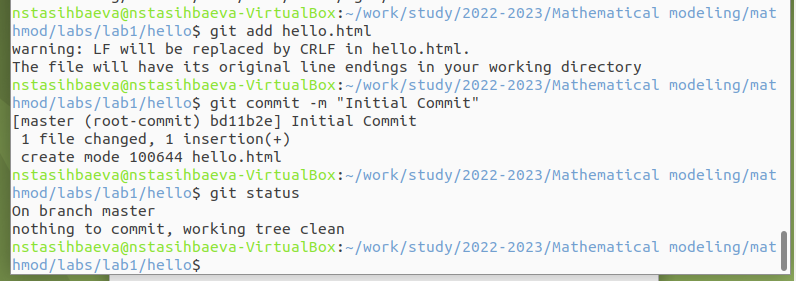 nstasihbaeva@nstasihbaeva-VirtualBox:~/work/study/2022-2023/Mathematical modeling/mat
hmod/labs/lab1/hello$ git add hello.html
warning: LF will be replaced by CRLF in hello.html.
The file will have its original line endings in your working directory
nstasihbaeva@nstasihbaeva-VirtualBox:~/work/study/2022-2023/Mathematical modeling/mat
hmod/labs/lab1/hello$ git commit -m "Initial Commit"
[master (root-commit) bd11b2e] Initial Commit
 1 file changed, 1 insertion(+)
 create mode 100644 hello.html
nstasihbaeva@nstasihbaeva-VirtualBox:~/work/study/2022-2023/Mathematical modeling/mat
hmod/labs/lab1/hello$ git status
On branch master
nothing to commit, working tree clean
nstasihbaeva@nstasihbaeva-VirtualBox:~/work/study/2022-2023/Mathematical modeling/mat
hmod/labs/lab1/hello$